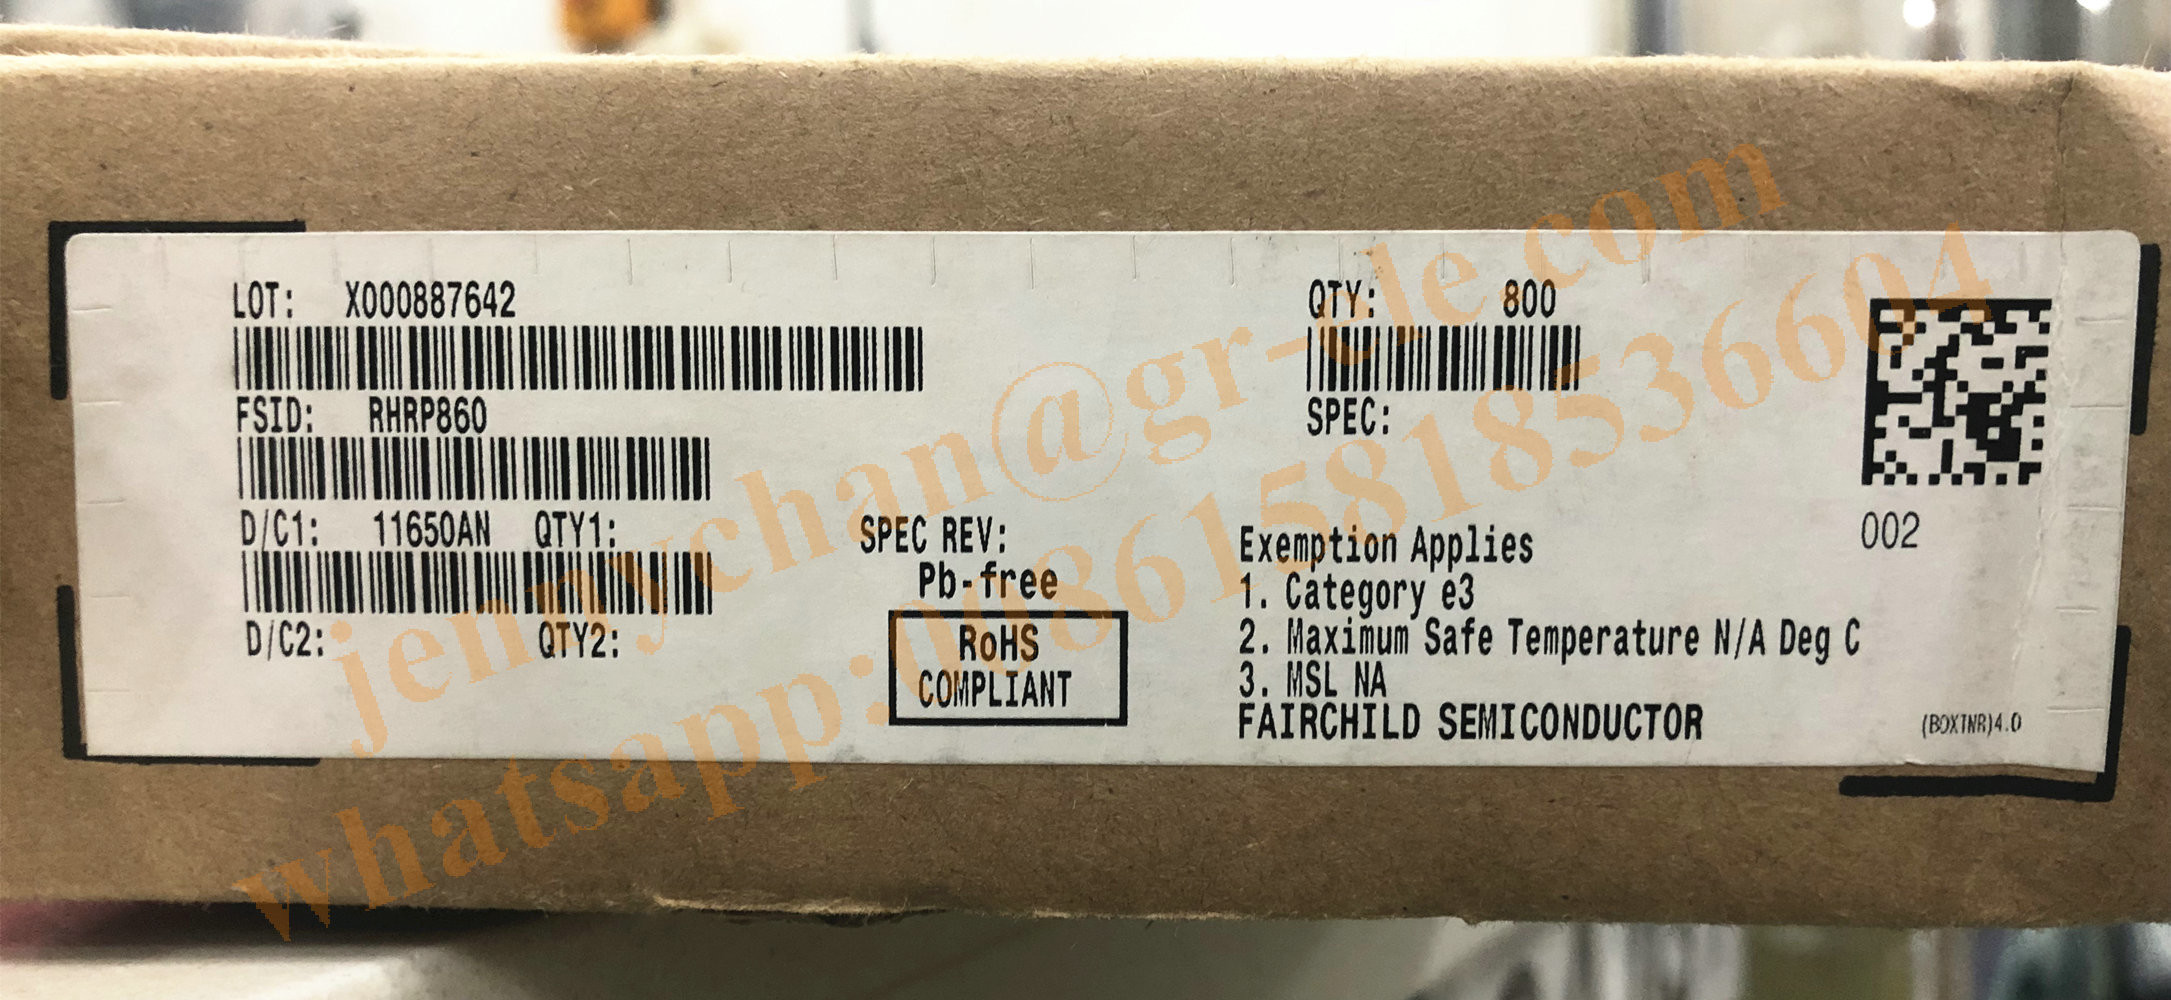 LOT: X000887642
QTY: 800
FSID: RHRP860
SPEC:
D/C1: 11650AN QTY1:
SPEC REV:
Pb-free
D/C2: QTY2:
RoHS
COMPLIANT
Exemption Applies
1. Category e3
2. Maximum Safe Temperature N/A Deg C
3. MSL NA
FAIRCHILD SEMICONDUCTOR
002
(BOXTNR)4.0
jennychan@gr-ele.com
whatsapp:008615818536604